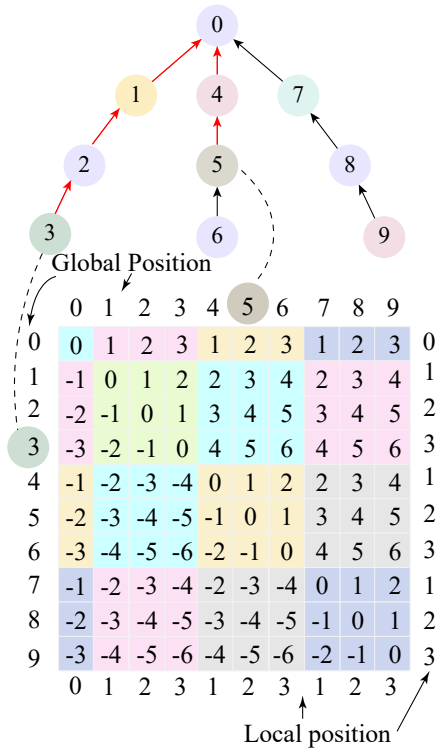 0
1 4 7
2 5 8
3 6 9
Global Position
0 1 2 3 4 5 6 7 8 9
0 0 1 2 3 1 2 3 1 2 3 0
1 -1 0 1 2 2 3 4 2 3 4 1
2 -2 -1 0 1 3 4 5 3 4 5 2
3 -3 -2 -1 0 4 5 6 4 5 6 3
4 -1 -2 -3 -4 0 1 2 2 3 4 1
5 -2 -3 -4 -5 -1 0 1 3 4 5 2
6 -3 -4 -5 -6 -2 -1 0 4 5 6 3
7 -1 -2 -3 -4 -2 -3 -4 0 1 2 1
8 -2 -3 -4 -5 -3 -4 -5 -1 0 1 2
9 -3 -4 -5 -6 -4 -5 -6 -2 -1 0 3
0 1 2 3 1 2 3 1 2 3
Local position